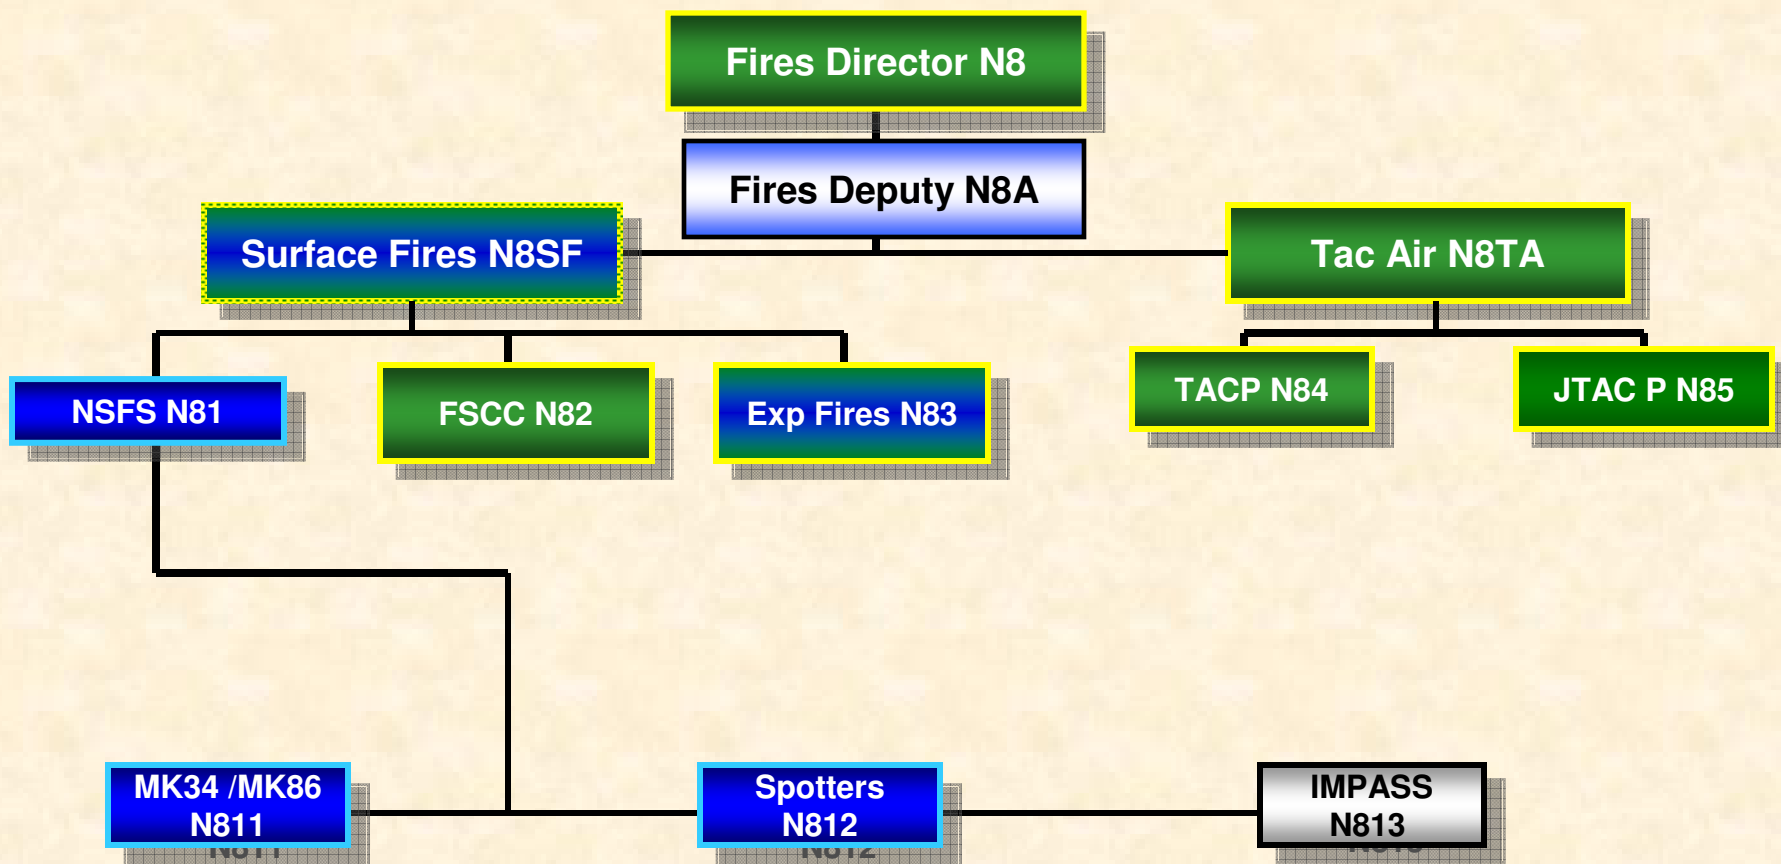 Fires Director N8
Fires Deputy N8A
Surface Fires N8SF
Tac Air N8TA
NSFS N81
FSCC N82
Exp Fires N83
TACP N84
JTAC P N85
MK34 /MK86
N811
Spotters
N812
IMPASS
N813